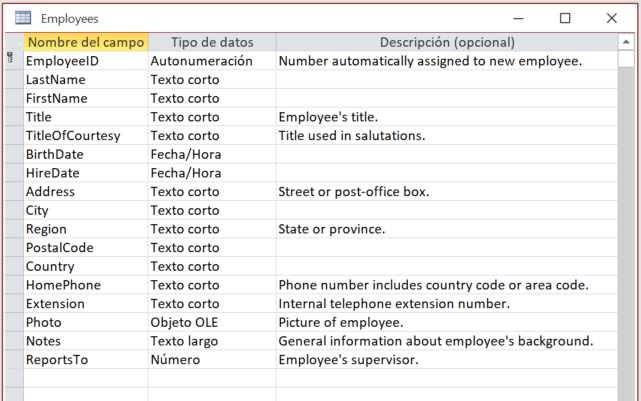 Employees
Nombre del campo Tipo de datos Descripción (opcional)
EmployeeID Autonumeración Number automatically assigned to new employee.
LastName Texto corto
FirstName Texto corto
Title Texto corto Employee's title.
TitleOfCourtesy Texto corto Title used in salutations.
BirthDate Fecha/Hora
HireDate Fecha/Hora
Address Texto corto Street or post-office box.
City Texto corto
Region Texto corto State or province.
PostalCode Texto corto
Country Texto corto
HomePhone Texto corto Phone number includes country code or area code.
Extension Texto corto Internal telephone extension number.
Photo Objeto OLE Picture of employee.
Notes Texto largo General information about employee's background.
ReportsTo Número Employee's supervisor.